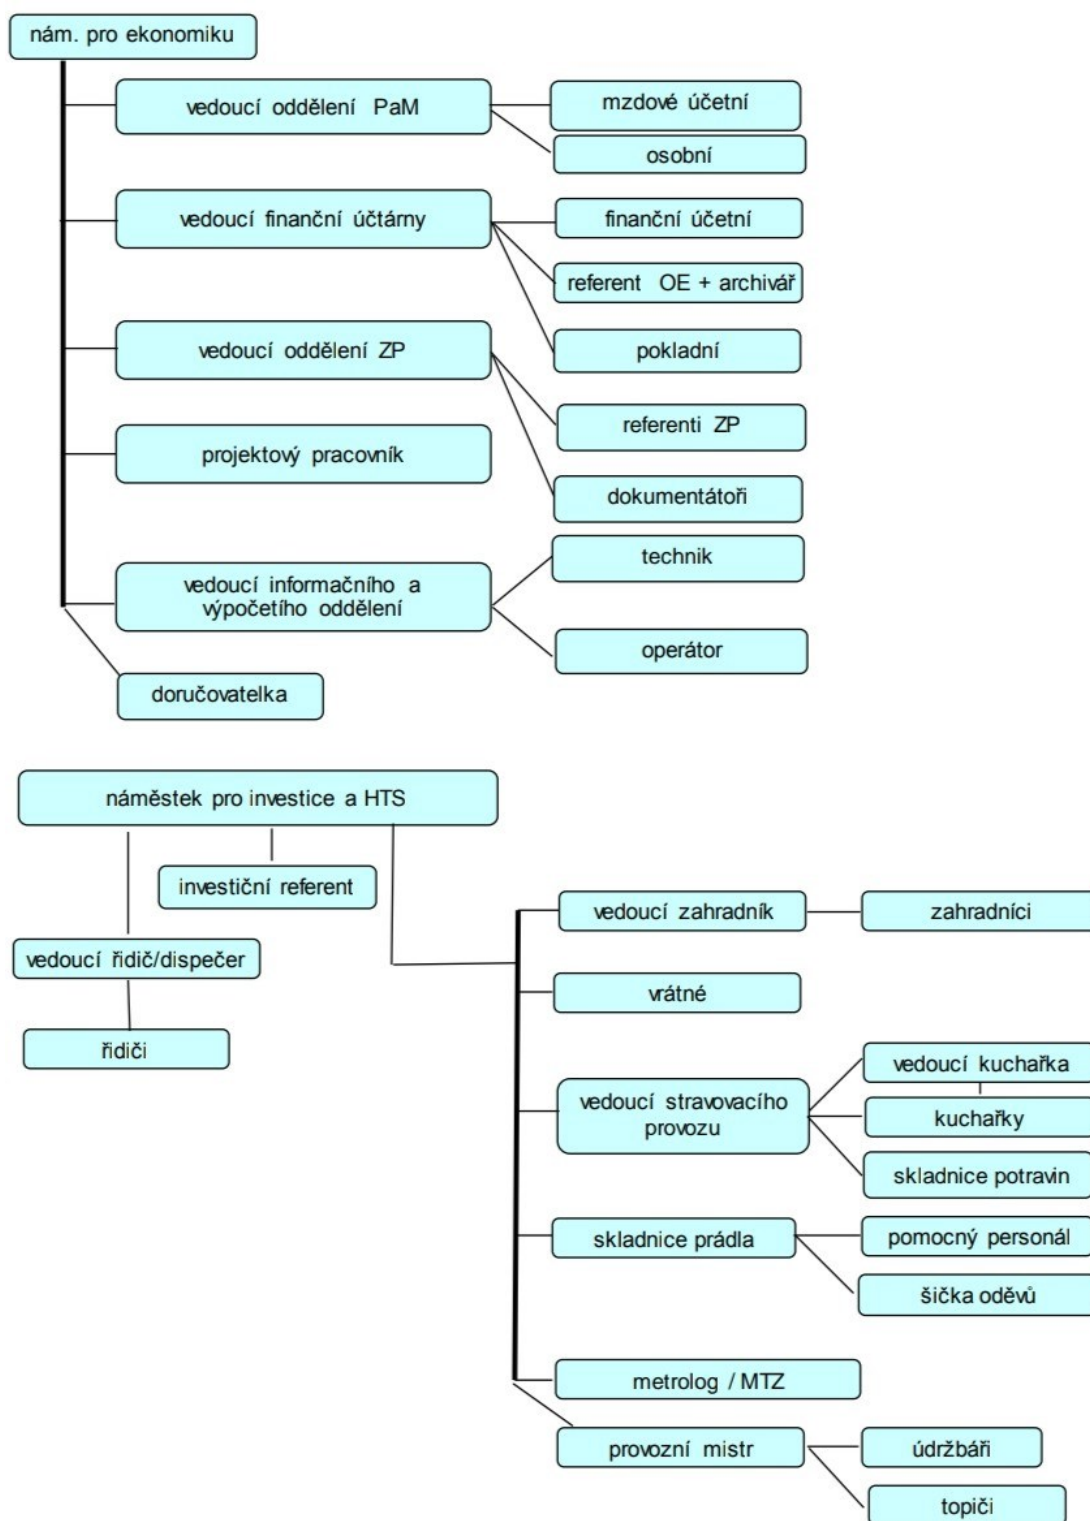 nám. pro ekonomiku
vedoucí oddělení PaM
mzdové účetní
osobní
vedoucí finanční účtárny
finanční účetní
referent OE + archivář
pokladní
vedoucí oddělení ZP
referenti ZP
dokumentátoři
projektový pracovník
vedoucí informačního a
výpočetího oddělení
technik
operátor
doručovatelka
náměstek pro investice a HTS
investiční referent
vedoucí řidič/dispečer
řidiči
vedoucí zahradník
zahradníci
vrátné
vedoucí stravovacího
provozu
vedoucí kuchařka
kuchařky
skladnice potravin
skladnice prádla
pomocný personál
šička oděvů
metrolog / MTZ
provozní mistr
údržbáři
topiči